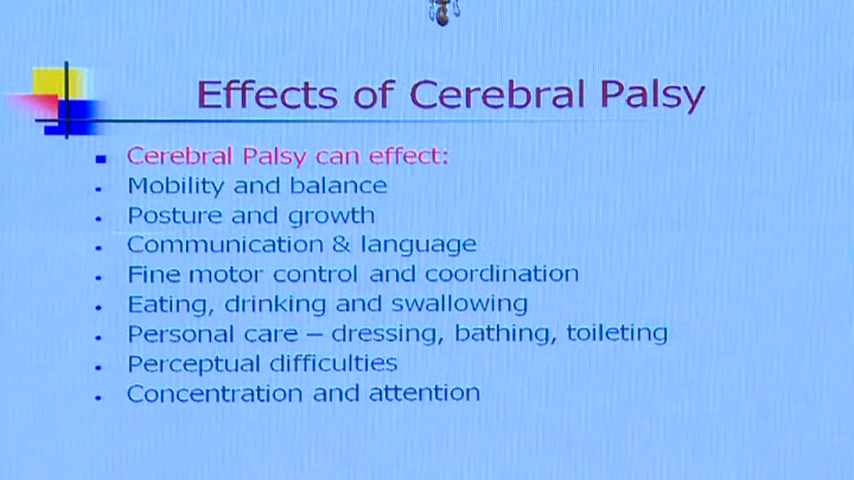 Effects of Cerebral Palsy
Cerebral Palsy can effect:
Mobility and balance
Posture and growth
Communication & language
Fine motor control and coordination
Eating, drinking and swallowing
Personal care – dressing, bathing, toileting
Perceptual difficulties
Concentration and attention